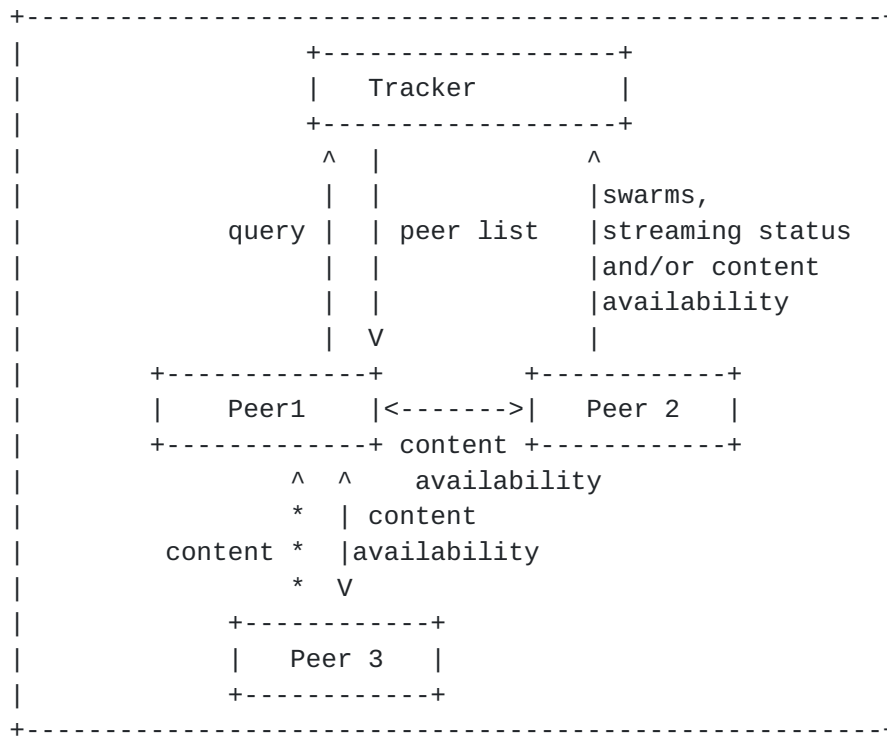 Tracker
swarms,
query peer list streaming status
and/or content
availability
Peer1 Peer 2
content
availability
content
content availability
Peer 3